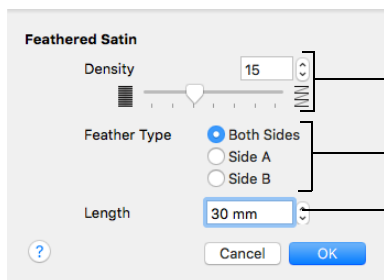 Feathered Satin
Density 15
Feather Type Both Sides
Side A
Side B
Length 30 mm
? Cancel OK